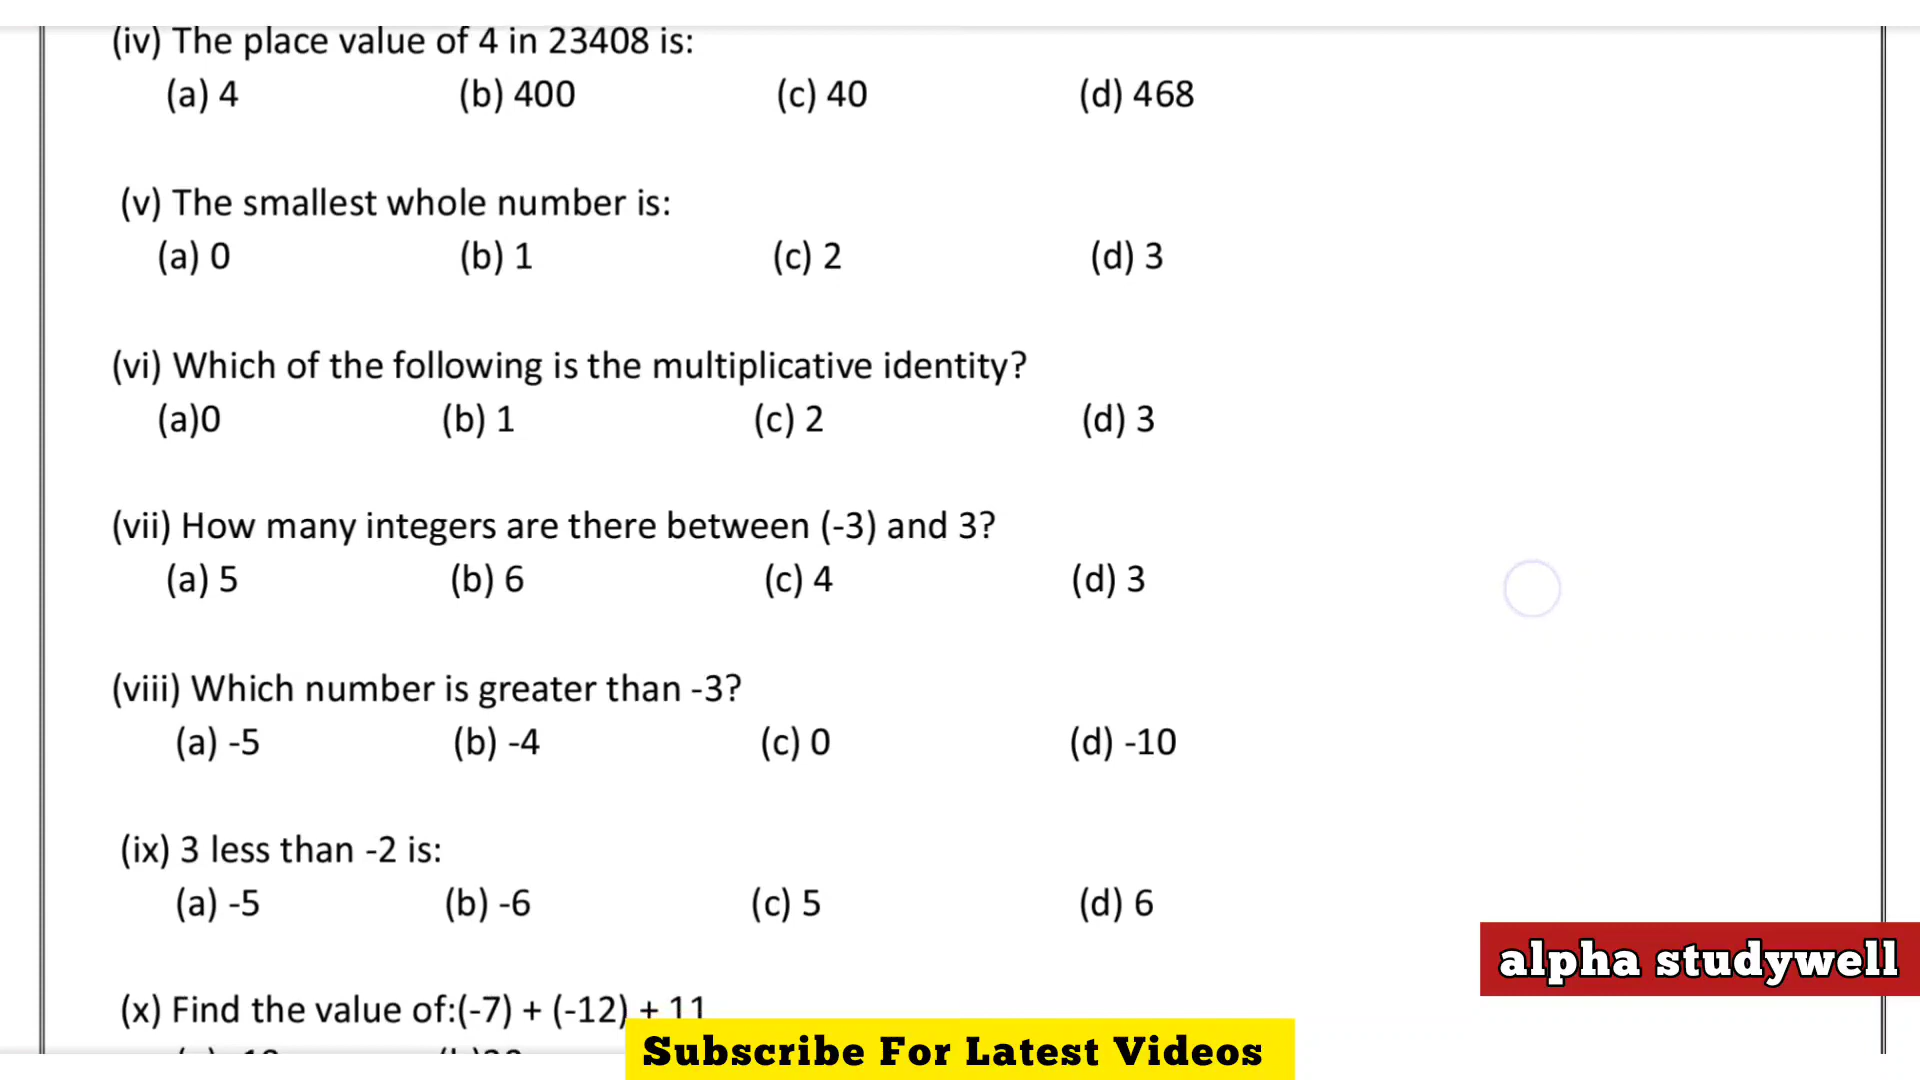 (iv) The place value of 4 in 23408 is:
(a) 4 (b) 400 (c) 40 (d) 468
(v) The smallest whole number is:
(a) 0 (b) 1 (c) 2 (d) 3
(vi) Which of the following is the multiplicative identity?
(a)0 (b) 1 (c) 2 (d) 3
(vii) How many integers are there between (-3) and 3?
(a) 5 (b) 6 (c) 4 (d) 3
(viii) Which number is greater than -3?
(a) -5 (b) -4 (c) 0 (d) -10
(ix) 3 less than -2 is:
(a) -5 (b) -6 (c) 5 (d) 6
alpha studywell
(x) Find the value of:(-7) + (-12) + 11
Subscribe For Latest Videos